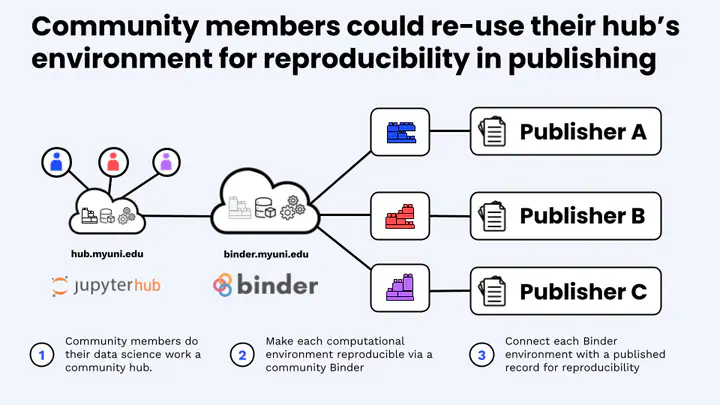 Community members could re-use their hub's
environment for reproducibility in publishing
Publisher A
Publisher B
Publisher C
hub.myuni.edu
binder.myuni.edu
jupyterhub
binder
1
Community members do
their data science work a
community hub.
2
Make each computational
environment reproducible via a
community Binder
3
Connect each Binder
environment with a published
record for reproducibility